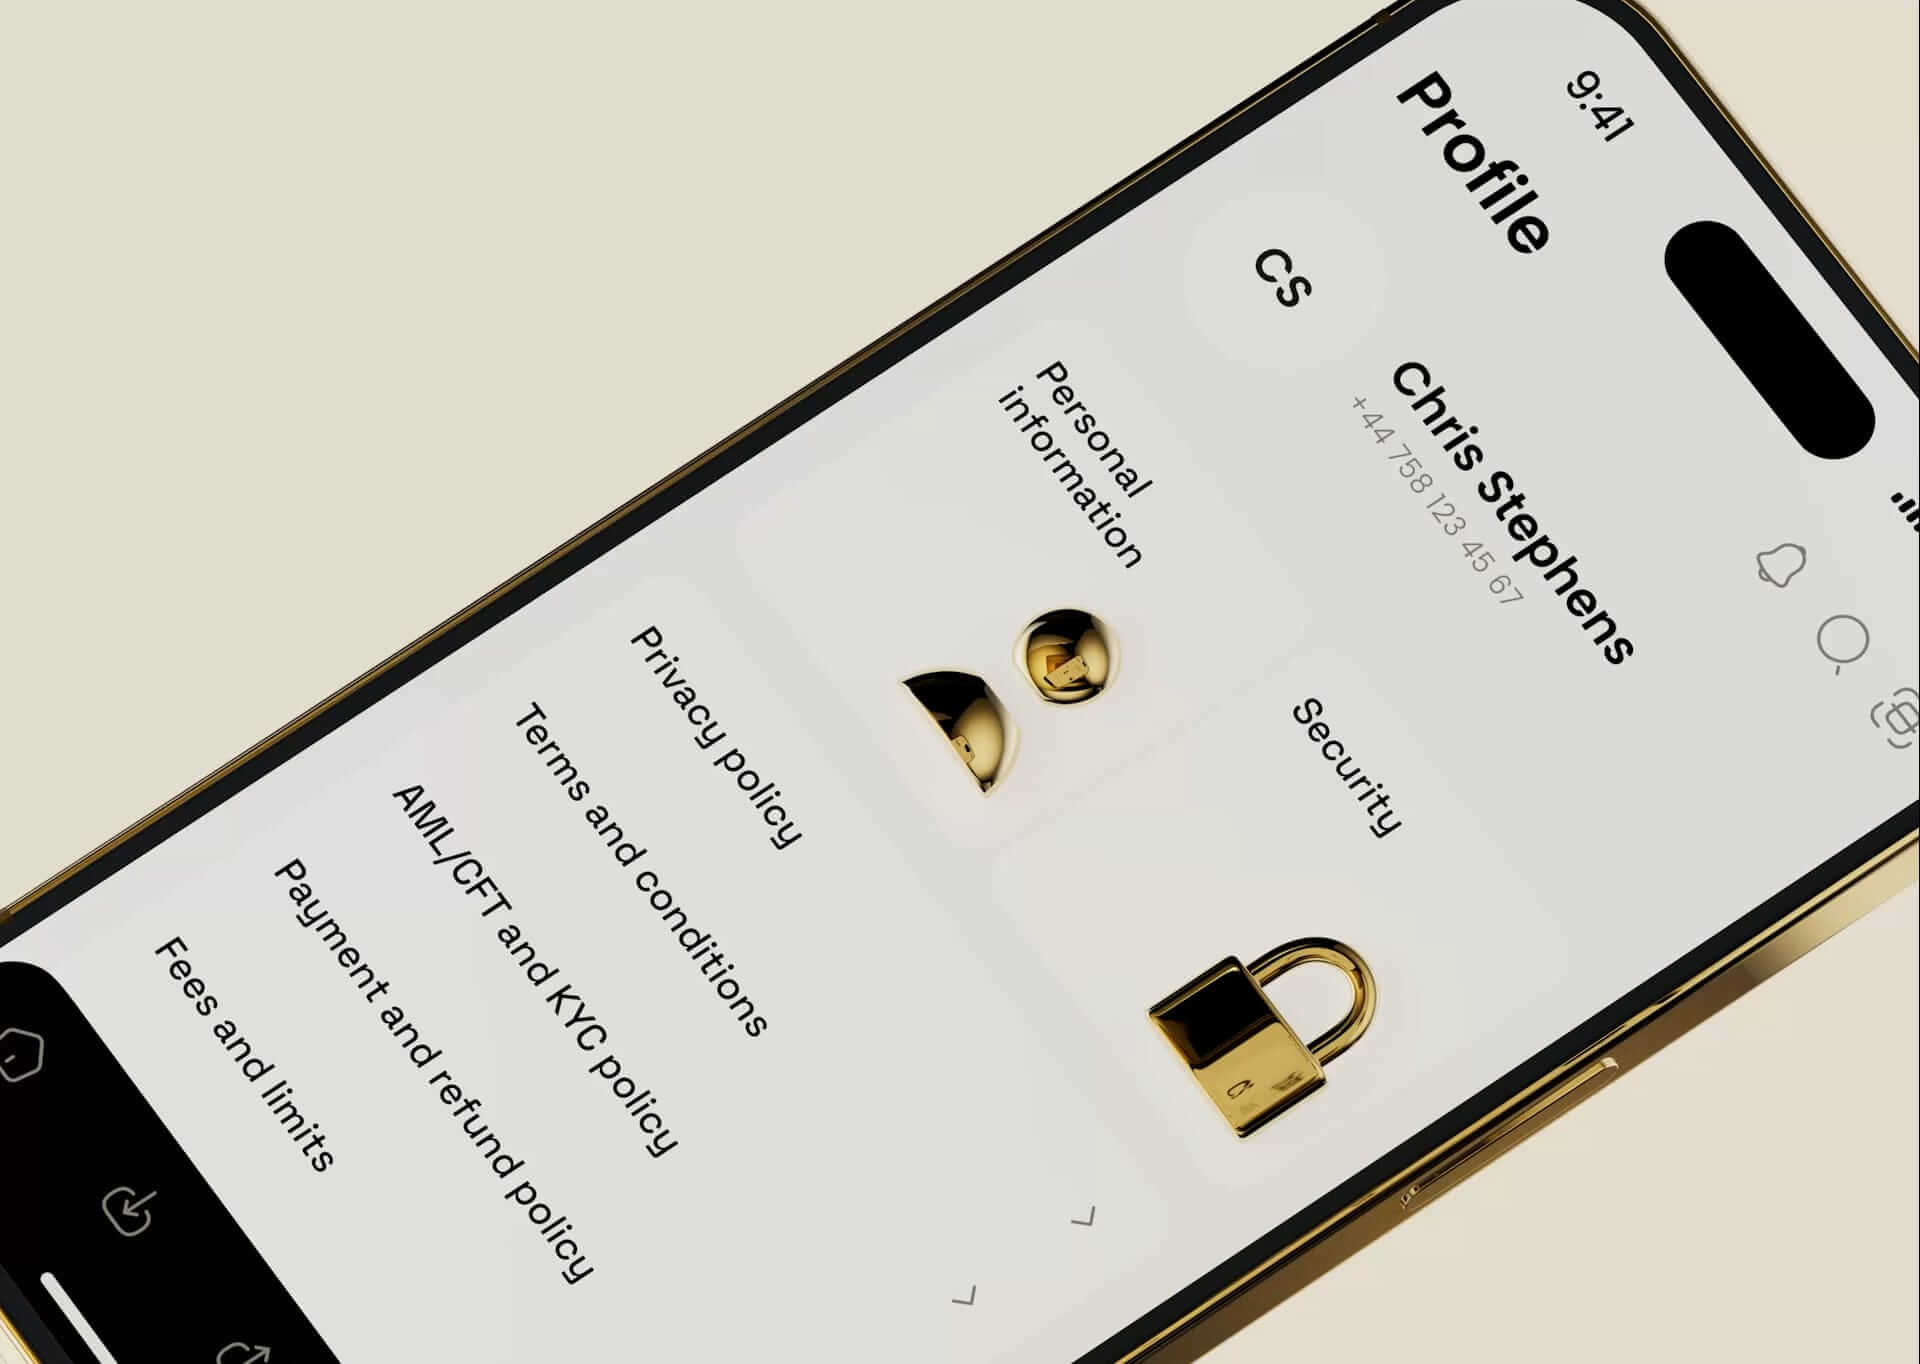 9:41
Profile
CS
Chris Stephens
+44 758 123 45 67
Personal
information
Security
Privacy policy
Terms and conditions
AML/CFT and KYC policy
Payment and refund policy
Fees and limits